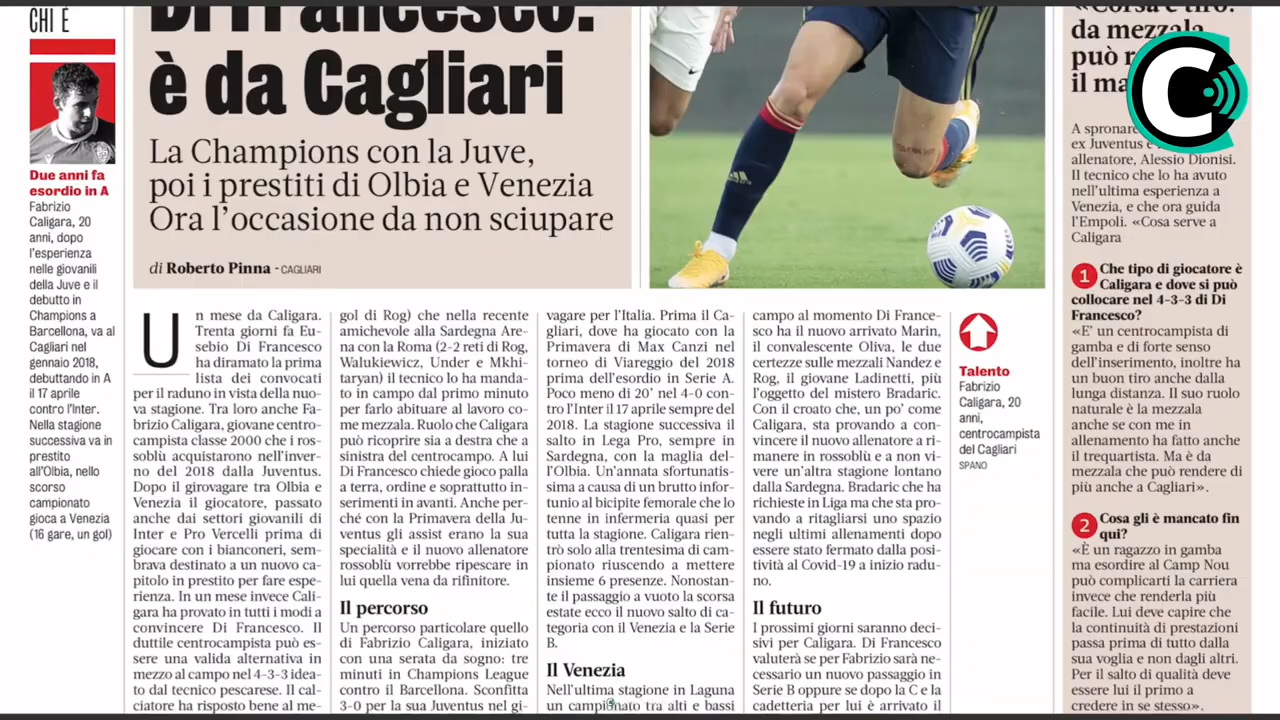 CHI È
Due anni fa
esordio in A
Fabrizio
Caligara, 20
anni, dopo
l'esperienza
nelle giovanili
della Juve e il
debutto in
Champions a
Barcellona, va al
Cagliari nel
gennaio 2018,
debuttando in A
il 17 aprile
contro l'Inter.
Nella stagione
successiva va in
prestito
all'Olbia, nello
scorso
campionato
gioca a Venezia
(16 gare, un gol)
Di Francesco:
è da Cagliari
La Champions con la Juve,
poi i prestiti di Olbia e Venezia
Ora l'occasione da non sciupare
di Roberto Pinna - CAGLIARI
Un mese da Caligara.
Trenta giorni fa Eu-
sebio Di Francesco
ha diramato la prima
lista dei convocati
per il raduno in vista della nuo-
va stagione. Tra loro anche Fa-
brizio Caligara, giovane centro-
campista classe 2000 che i ros-
soblù acquistarono nell'inver-
no del 2018 dalla Juventus.
Dopo il girovagare tra Olbia e
Venezia il giocatore, passato
anche dai settori giovanili di
Inter e Pro Vercelli prima di
giocare con i bianconeri, sem-
brava destinato a un nuovo ca-
pitolo in prestito per fare espe-
rienza. In un mese invece Cali-
gara ha provato in tutti i modi a
convincere Di Francesco. Il
duttile centrocampista può es-
sere una valida alternativa in
mezzo al campo nel 4-3-3 idea-
to dal tecnico pescarese. Il cal-
ciatore ha risposto bene al me-
gol di Rog) che nella recente
amichevole alla Sardegna Are-
na con la Roma (2-2 reti di Rog,
Walukiewicz, Under e Mkhi-
taryan) il tecnico lo ha manda-
to in campo dal primo minuto
per farlo abituare al lavoro co-
me mezzala. Ruolo che Caligara
può ricoprire sia a destra che a
sinistra del centrocampo. A lui
Di Francesco chiede gioco palla
a terra, ordine e soprattutto in-
serimenti in avanti. Anche per-
ché con la Primavera della Ju-
ventus gli assist erano la sua
specialità e il nuovo allenatore
rossoblù vorrebbe ripescare in
lui quella vena da rifinitore.
Il percorso
Un percorso particolare quello
di Fabrizio Caligara, iniziato
con una serata da sogno: tre
minuti in Champions League
contro il Barcellona. Sconfitta
3-0 per la sua Juventus nel gi-
vagare per l'Italia. Prima il Ca-
gliari, dove ha giocato con la
Primavera di Max Canzi nel
torneo di Viareggio del 2018
prima dell'esordio in Serie A.
Poco meno di 20' nel 4-0 con-
tro l'Inter il 17 aprile sempre del
2018. La stagione successiva il
salto in Lega Pro, sempre in
Sardegna, con la maglia del-
l'Olbia. Un'annata sfortunatis-
sima a causa di un brutto infor-
tunio al bicipite femorale che lo
tenne in infermeria quasi per
tutta la stagione. Caligara rien-
trò solo alla trentesima di cam-
pionato riuscendo a mettere
insieme 6 presenze. Nonostan-
te il passaggio a vuoto la scorsa
estate ecco il nuovo salto di ca-
tegoria con il Venezia e la Serie
B.
Il Venezia
Nell'ultima stagione in Laguna
un campionato tra alti e bassi
campo al momento Di France-
sco ha il nuovo arrivato Marin,
il convalescente Oliva, le due
certezze sulle mezzali Nandez e
Rog, il giovane Ladinetti, più
l'oggetto del mistero Bradaric.
Con il croato che, un po' come
Caligara, sta provando a con-
vincere il nuovo allenatore a ri-
manere in rossoblù e a non vi-
vere un'altra stagione lontano
dalla Sardegna. Bradaric che ha
richieste in Liga ma che sta pro-
vando a ritagliarsi uno spazio
negli ultimi allenamenti dopo
essere stato fermato dalla posi-
tività al Covid-19 a inizio radu-
no.
Il futuro
I prossimi giorni saranno deci-
sivi per Caligara. Di Francesco
valuterà se per Fabrizio sarà ne-
cessario un nuovo passaggio in
Serie B oppure se dopo la C e la
cadetteria per lui è arrivato il
Talento
Fabrizio
Caligara, 20
anni,
centrocampista
del Cagliari
SPANO
«Corsa e tiro:
da mezzala
può
il
A spronare
ex Juventus è
allenatore, Alessio Dionisi.
Il tecnico che lo ha avuto
nell'ultima esperienza a
Venezia, e che ora guida
l'Empoli. «Cosa serve a
Caligara
1 Che tipo di giocatore è
Caligara e dove si può
collocare nel 4-3-3 di Di
Francesco?
«E' un centrocampista di
gamba e di forte senso
dell'inserimento, inoltre ha
un buon tiro anche dalla
lunga distanza. Il suo ruolo
naturale è la mezzala
anche se con me in
allenamento ha fatto anche
il trequartista. Ma è da
mezzala che può rendere di
più anche a Cagliari».
2 Cosa gli è mancato fin
qui?
«È un ragazzo in gamba
ma esordire al Camp Nou
può complicarti la carriera
invece che renderla più
facile. Lui deve capire che
la continuità di prestazioni
passa prima di tutto dalla
sua voglia e non dagli altri.
Per il salto di qualità deve
essere lui il primo a
credere in se stesso».